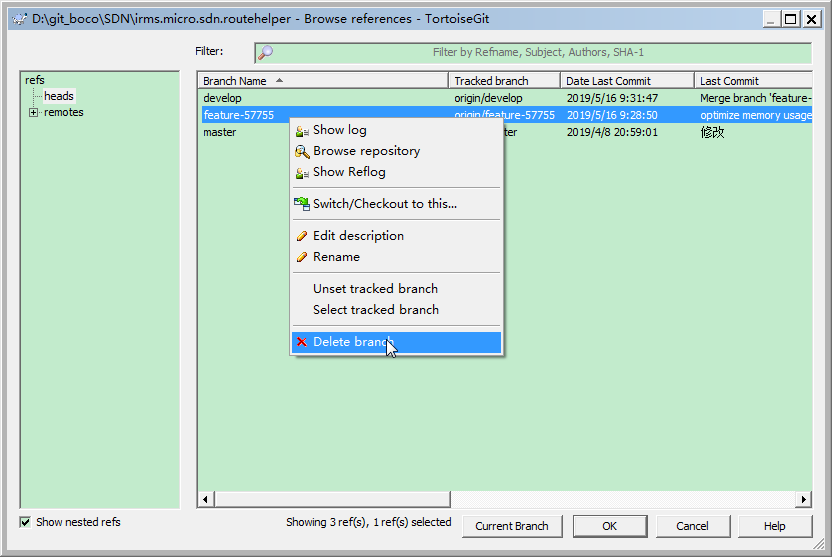 D:\git_boco\SDN\irms.micro.sdn.routehelper - Browse references - TortoiseGit
Filter:
Filter by Refname, Subject, Authors, SHA-1
refs
heads
remotes
Branch Name Tracked branch Date Last Commit Last Commit
develop origin/develop 2019/5/16 9:31:47 Merge branch 'feature-
feature-57755 origin/feature-57755 2019/5/16 9:28:50 optimize memory usage
master ter 2019/4/8 20:59:01 修改
Show log
Browse repository
Show Reflog
Switch/Checkout to this...
Edit description
Rename
Unset tracked branch
Select tracked branch
Delete branch
Show nested refs
Showing 3 ref(s), 1 ref(s) selected
Current Branch
OK
Cancel
Help